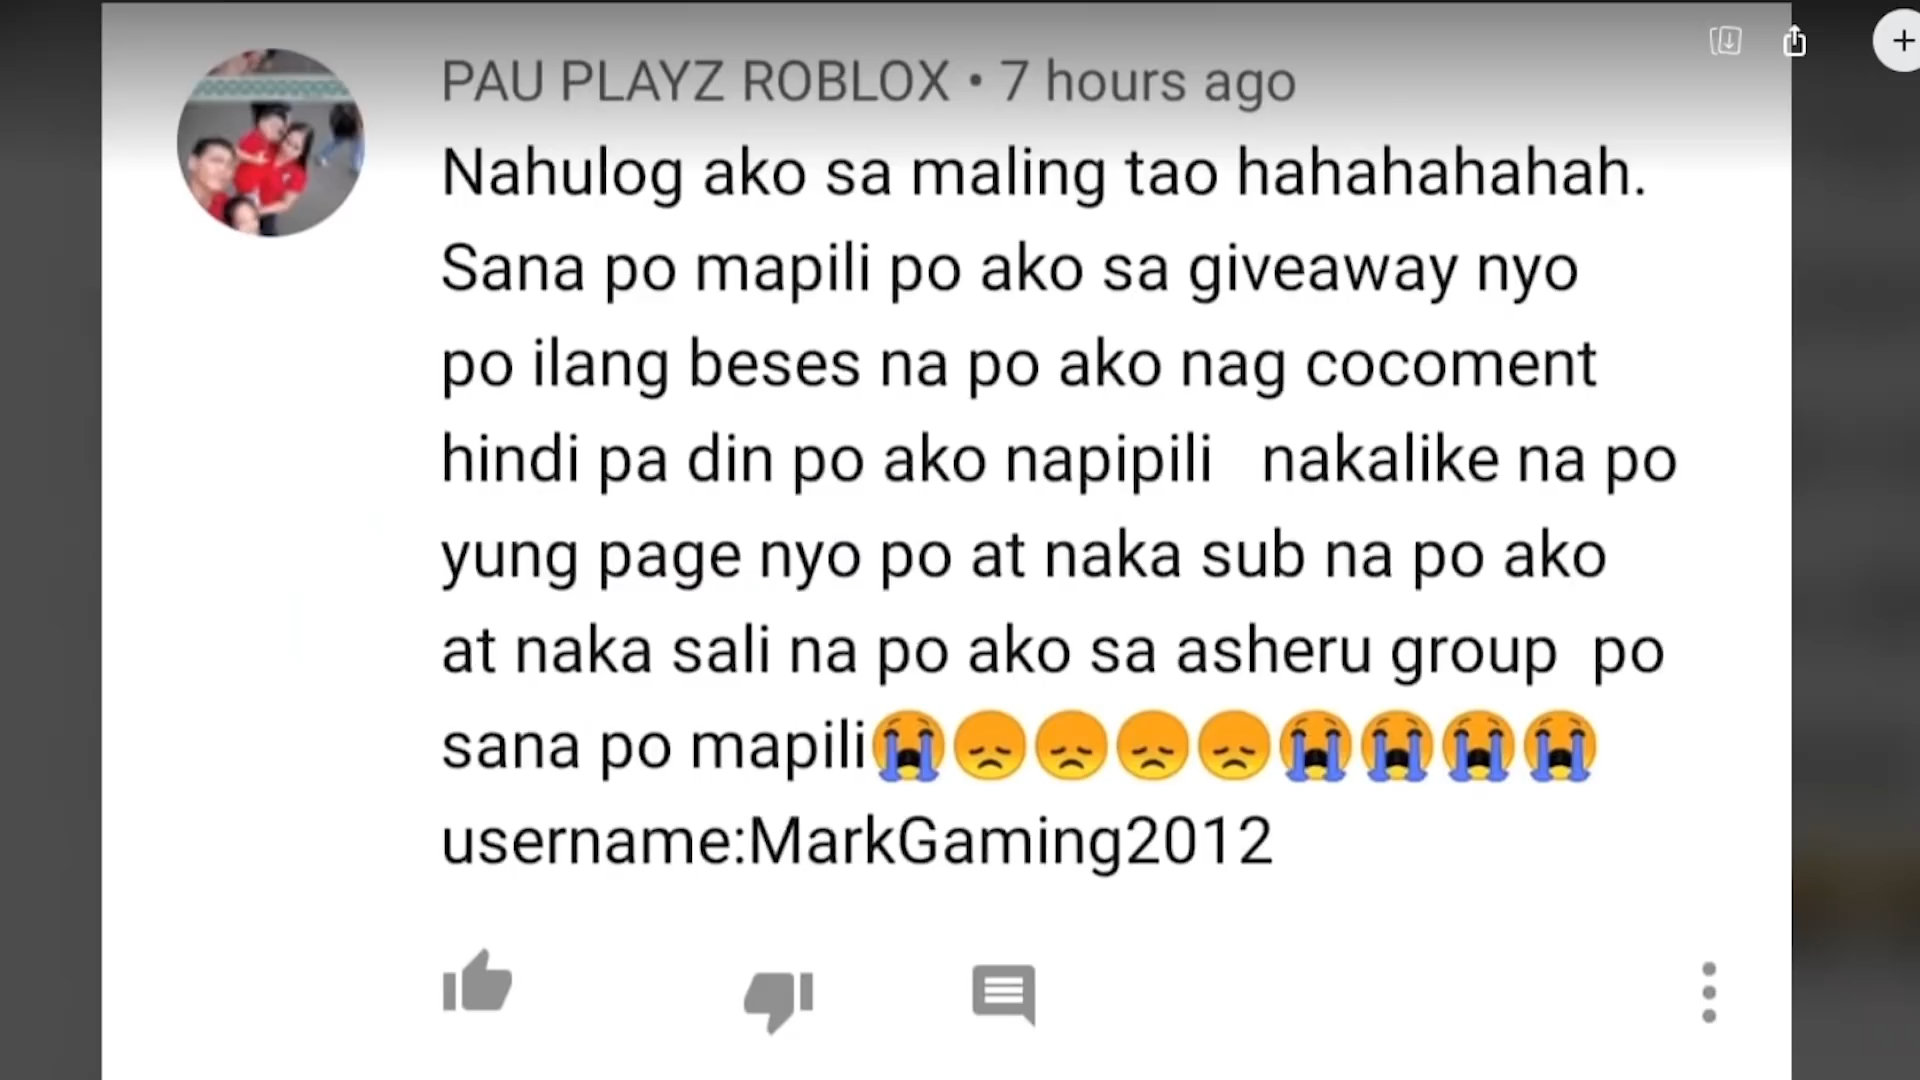 PAU PLAYZ ROBLOX • 7 hours ago
Nahulog ako sa maling tao hahahahahah.
Sana po mapili po ako sa giveaway nyo
po ilang beses na po ako nag cocoment
hindi pa din po ako napipili nakalike na po
yung page nyo po at naka sub na po ako
at naka sali na po ako sa asheru group po
sana po mapili😭😞😞😞😞😭😭😭😭
username:MarkGaming2012